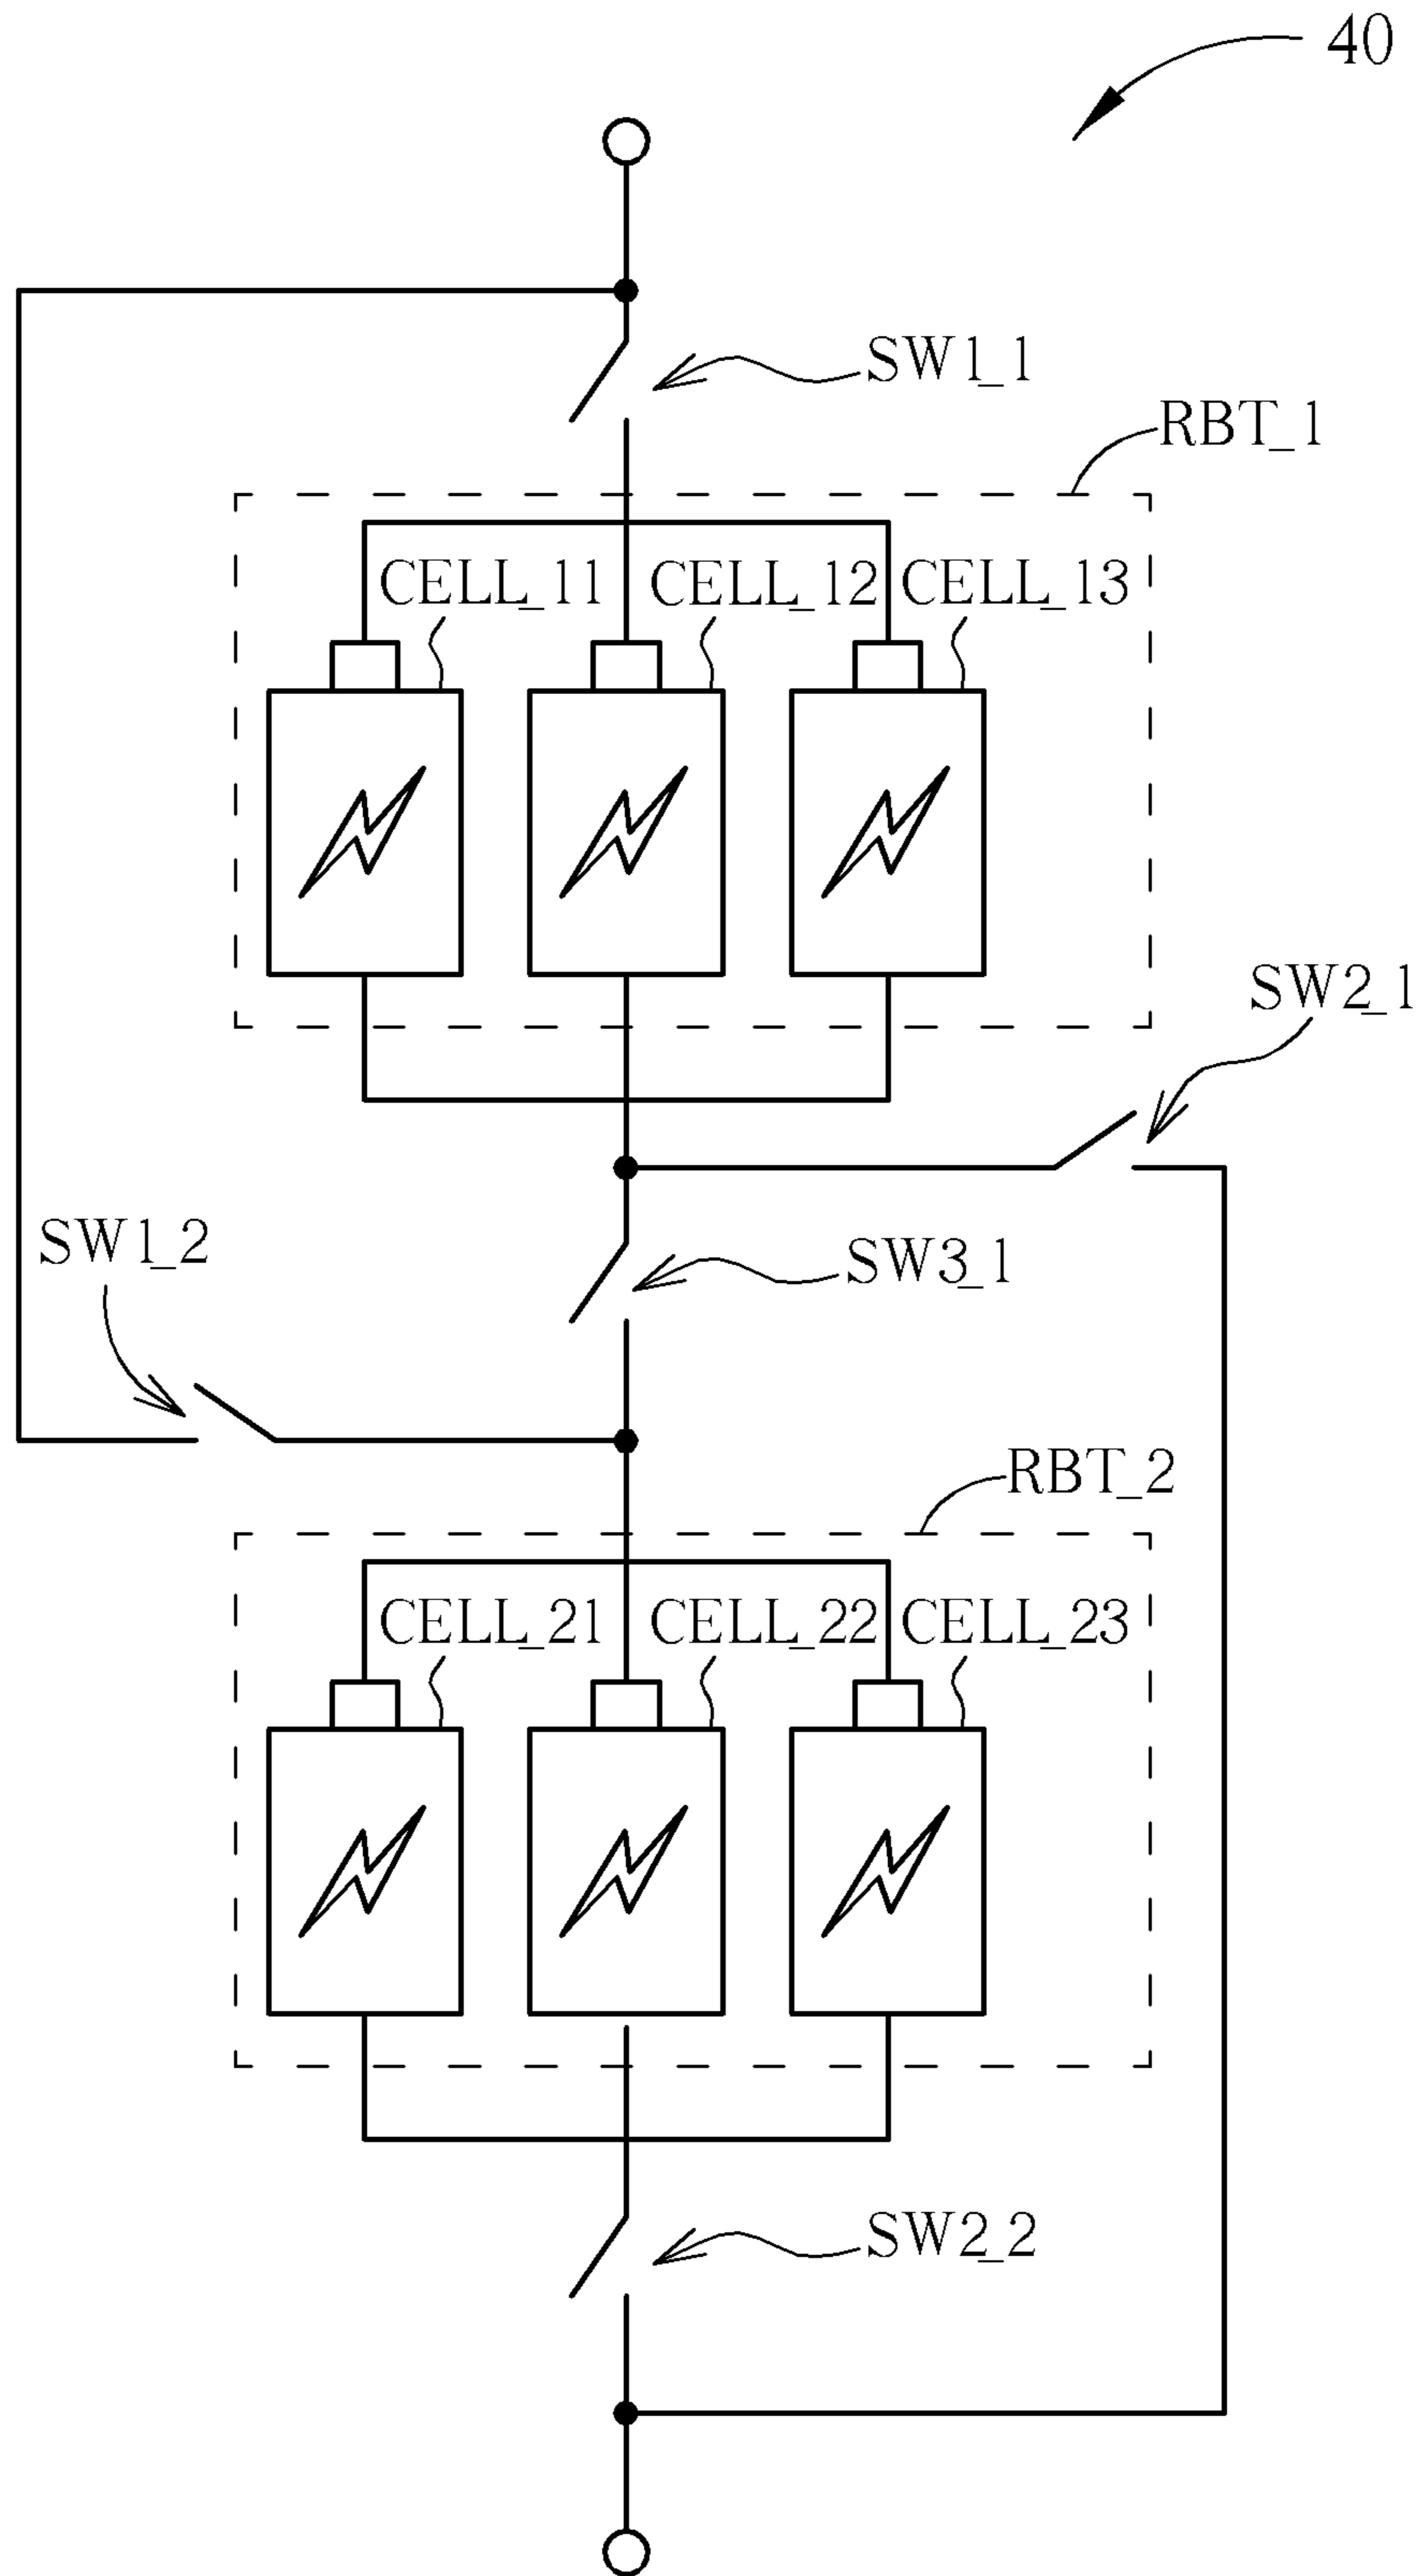 40
SW1_1
RBT_1
CELL_11
CELL_12
CELL_13
SW2_1
SW1_2
SW3_1
RBT_2
CELL_21
CELL_22
CELL_23
SW2_2